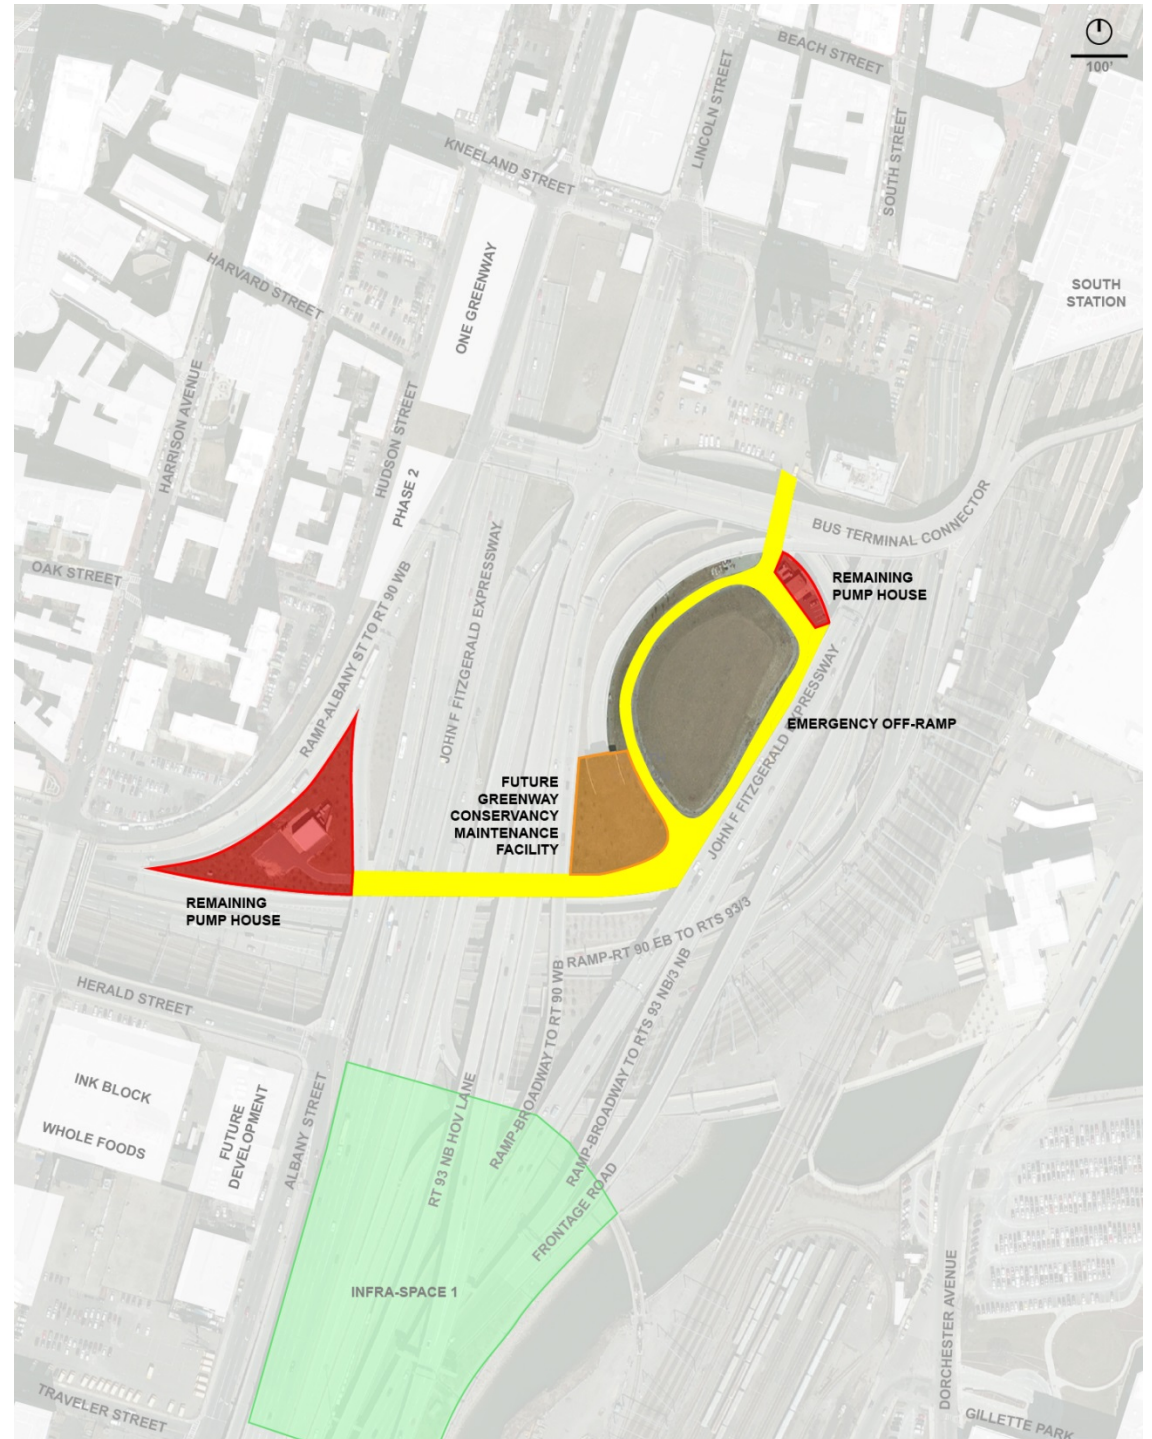 BEACH STREET
100'
LINCOLN STREET
KNEELAND STREET
SOUTH STREET
HARVARD STREET
ONE GREENWAY
SOUTH
STATION
HARRISON AVENUE
HUDSON STREET
PHASE 2
BUS TERMINAL CONNECTOR
OAK STREET
RAMP-ALBANY ST TO RT 90 WB
JOHN F FITZGERALD EXPRESSWAY
REMAINING
PUMP HOUSE
EMERGENCY OFF-RAMP
JOHN F FITZGERALD EXPRESSWAY
FUTURE
GREENWAY
CONSERVANCY
MAINTENANCE
FACILITY
REMAINING
PUMP HOUSE
RAMP-RT 90 EB TO RTS 93/3
HERALD STREET
RAMP-BROADWAY TO RT 90 WB
RAMP-BROADWAY TO RTS 93 NB/3 NB
INK BLOCK
WHOLE FOODS
FUTURE
DEVELOPMENT
ALBANY STREET
RT 93 NB HOV LANE
FRONTAGE ROAD
INFRA-SPACE 1
DORCHESTER AVENUE
TRAVELER STREET
GILLETTE PARK